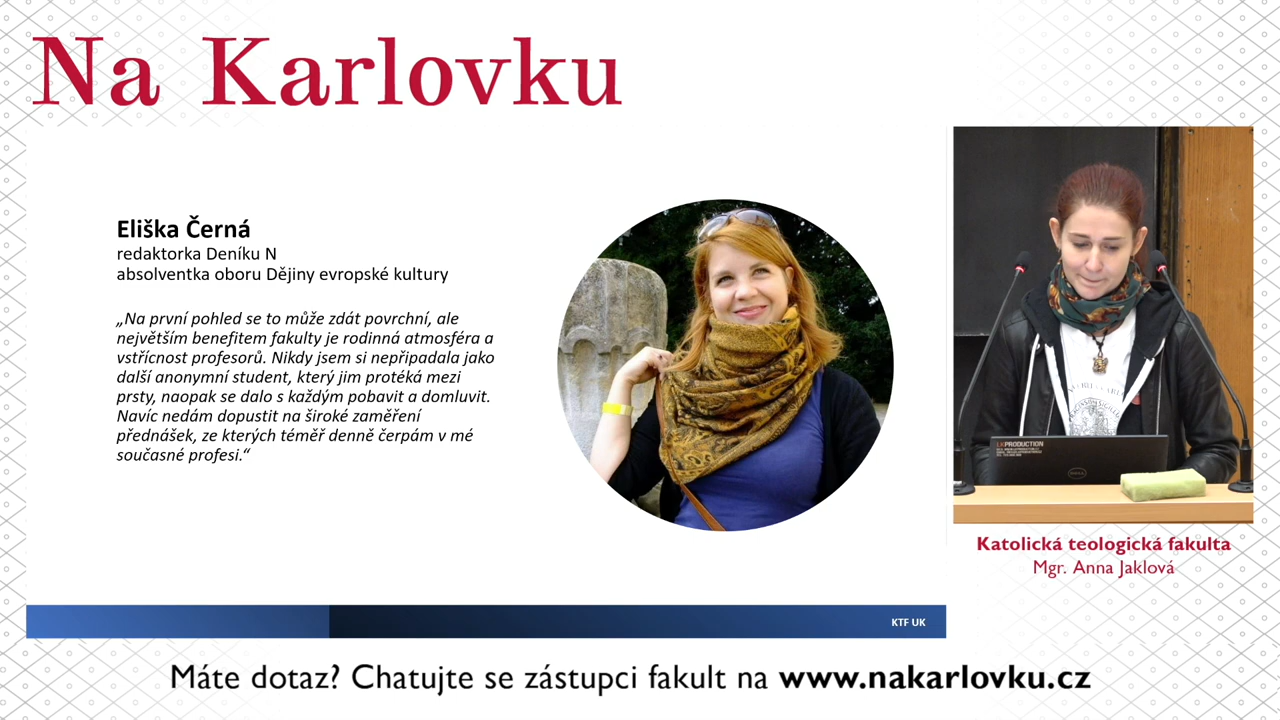 Na Karlovku
Eliška Černá
redaktorka Deníku N
absolventka oboru Dějiny evropské kultury
„Na první pohled se to může zdát povrchní, ale
největším benefitem fakulty je rodinná atmosféra a
vstřícnost profesorů. Nikdy jsem si nepřipadala jako
další anonymní student, který jim protéká mezi
prsty, naopak se dalo s každým pobavit a domluvit.
Navíc nedám dopustit na široké zaměření
přednášek, ze kterých téměř denně čerpám v mé
současné profesi.“
KTF UK
PRODUCTION
DELL
Katolická teologická fakulta
Mgr. Anna Jaklová
Máte dotaz? Chatujte se zástupci fakult na www.nakarlovku.cz